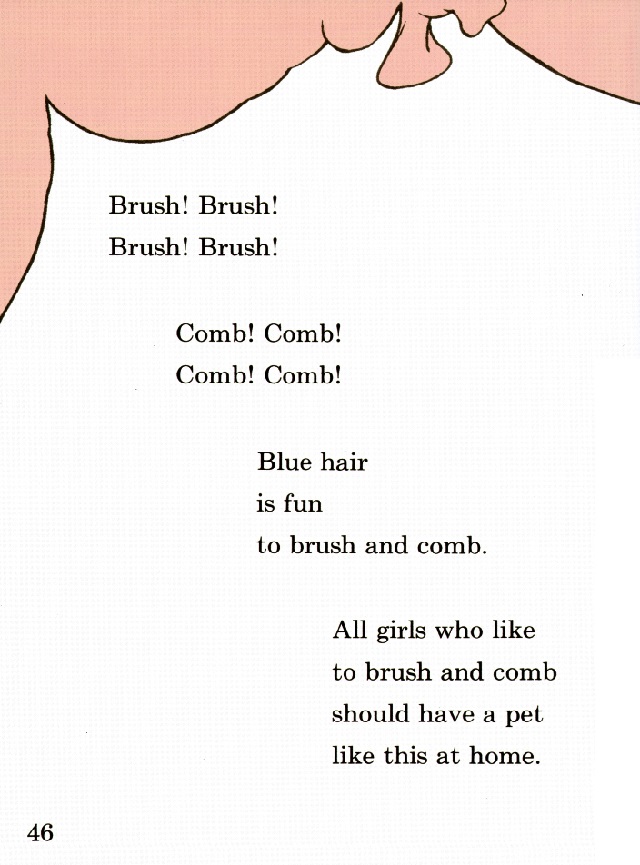 Brush! Brush!
Brush! Brush!
Comb! Comb!
Comb! Comb!
Blue hair
is fun
to brush and comb.
All girls who like
to brush and comb
should have a pet
like this at home.
46